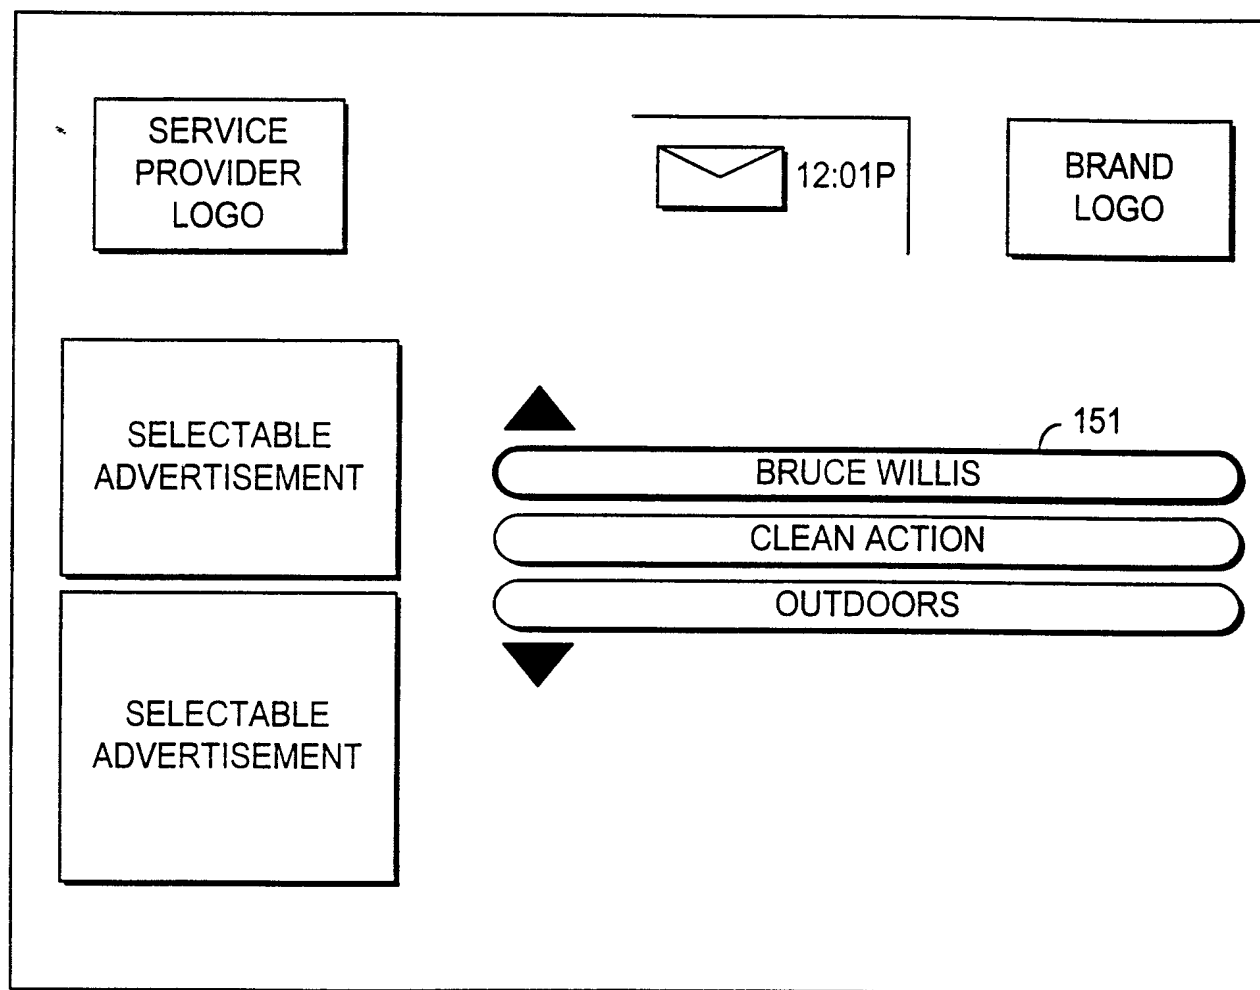 SERVICE
PROVIDER
LOGO
12:01P
BRAND
LOGO
SELECTABLE
ADVERTISEMENT
151
BRUCE WILLIS
CLEAN ACTION
OUTDOORS
SELECTABLE
ADVERTISEMENT